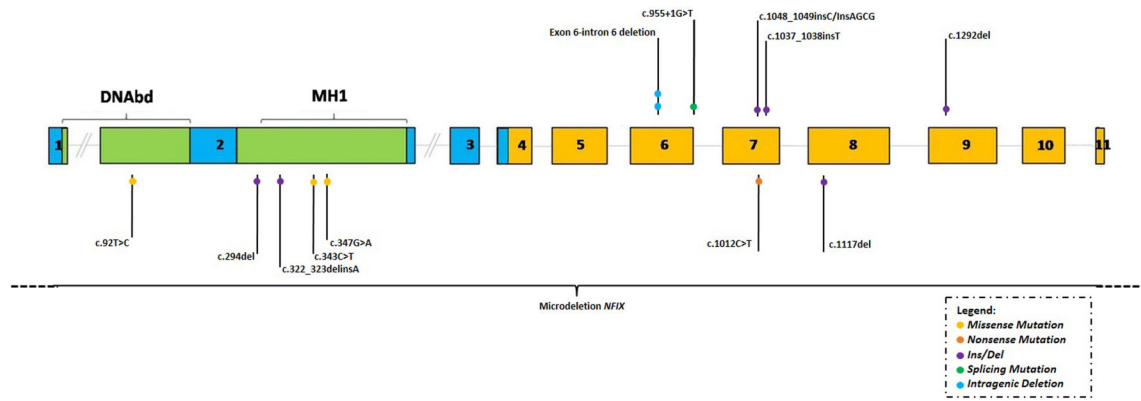 c.955+1G>T
c.1048_1049insC/InsAGCG
Exon 6-intron 6 deletion
c.1037_1038insT
c.1292del
DNAbd
MH1
1
2
3
4
5
6
7
8
9
10
11
c.92T>C
c.294del
c.322_323delinsA
c.343C>T
c.347G>A
c.1012C>T
c.1117del
Microdeletion NFIX
Legend:
Missense Mutation
Nonsense Mutation
Ins/Del
Splicing Mutation
Intragenic Deletion